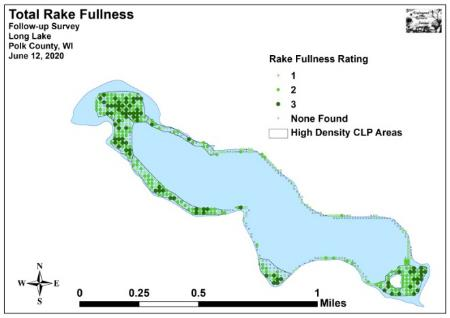 Total Rake Fullness
Follow-up Survey
Long Lake
Polk County, WI
June 12, 2020
Rake Fullness Rating
1
2
3
None Found
High Density CLP Areas
N
W E
S
0 0.25 0.5 1
Miles